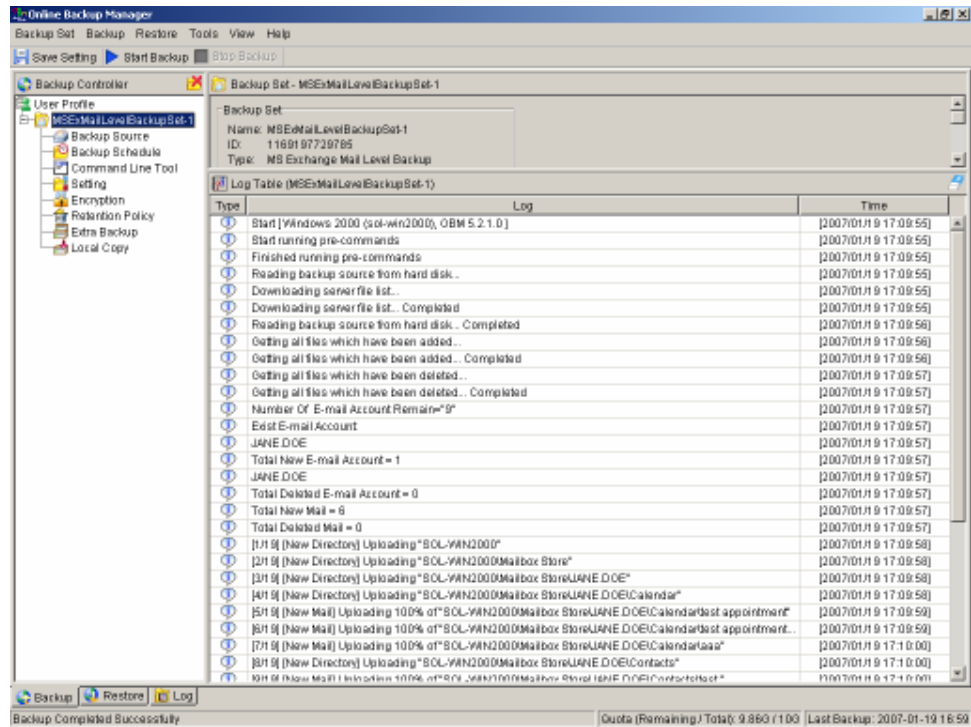 Online Backup Manager
Backup Set Backup Restore Tools View Help
Save Setting Start Backup Stop Backup
Backup Controller
User Profile
MSExMailLevelBackupSet-1
Backup Source
Backup Schedule
Command Line Tool
Setting
Encryption
Retention Policy
Extra Backup
Local Copy
Backup Set - MSExMailLevelBackupSet-1
Backup Set
Name: MSExMailLevelBackupSet-1
ID: 1169197729785
Type: MS Exchange Mail Level Backup
Log Table (MSExMailLevelBackupSet-1)
Type Log Time
Start [ Windows 2000 (sol-win2000), OBM 5.2.1.0 ] [2007/01/19 17:09:55]
Start running pre-commands [2007/01/19 17:09:55]
Finished running pre-commands [2007/01/19 17:09:55]
Reading backup source from hard disk... [2007/01/19 17:09:55]
Downloading server file list... [2007/01/19 17:09:55]
Downloading server file list... Completed [2007/01/19 17:09:55]
Reading backup source from hard disk... Completed [2007/01/19 17:09:56]
Getting all files which have been added... [2007/01/19 17:09:56]
Getting all files which have been added... Completed [2007/01/19 17:09:56]
Getting all files which have been deleted... [2007/01/19 17:09:57]
Getting all files which have been deleted... Completed [2007/01/19 17:09:57]
Number Of E-mail Account Remain="9" [2007/01/19 17:09:57]
Exist E-mail Account [2007/01/19 17:09:57]
JANE.DOE [2007/01/19 17:09:57]
Total New E-mail Account = 1 [2007/01/19 17:09:57]
JANE.DOE [2007/01/19 17:09:57]
Total Deleted E-mail Account = 0 [2007/01/19 17:09:57]
Total New Mail = 6 [2007/01/19 17:09:57]
Total Deleted Mail = 0 [2007/01/19 17:09:57]
[1/19] [New Directory] Uploading "SOL-WIN2000" [2007/01/19 17:09:58]
[2/19] [New Directory] Uploading "SOL-WIN2000\Mailbox Store" [2007/01/19 17:09:58]
[3/19] [New Directory] Uploading "SOL-WIN2000\Mailbox Store\JANE.DOE" [2007/01/19 17:09:58]
[4/19] [New Directory] Uploading "SOL-WIN2000\Mailbox Store\JANE.DOE\Calendar" [2007/01/19 17:09:58]
[5/19] [New Mail] Uploading 100% of "SOL-WIN2000\Mailbox Store\JANE.DOE\Calendar\test appointment" [2007/01/19 17:09:59]
[6/19] [New Mail] Uploading 100% of "SOL-WIN2000\Mailbox Store\JANE.DOE\Calendar\test appointment... [2007/01/19 17:09:59]
[7/19] [New Mail] Uploading 100% of "SOL-WIN2000\Mailbox Store\JANE.DOE\Calendar\aaa" [2007/01/19 17:10:00]
[8/19] [New Directory] Uploading "SOL-WIN2000\Mailbox Store\JANE.DOE\Contacts" [2007/01/19 17:10:00]
[9/19] [New Mail] Uploading 100% of "SOL-WIN2000\Mailbox Store\JANE.DOE\Contacts\test" [2007/01/19 17:10:00]
Backup Restore Log
Backup Completed Successfully Quota (Remaining / Total): 9.86G / 10G Last Backup: 2007-01-19 16:59